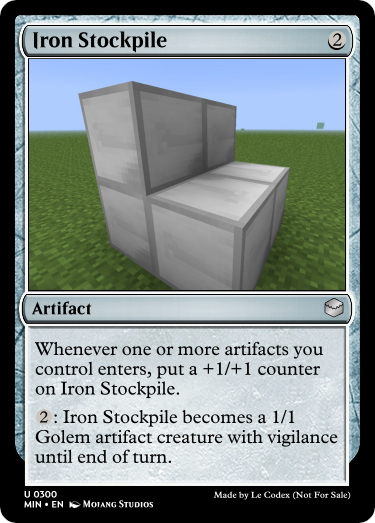 Iron Stockpile 2
Artifact
Whenever one or more artifacts you
control enters, put a +1/+1 counter
on Iron Stockpile.
2: Iron Stockpile becomes a 1/1
Golem artifact creature with vigilance
until end of turn.
U 0300
MIN • EN Mojang Studios
Made by Le Codex (Not For Sale)